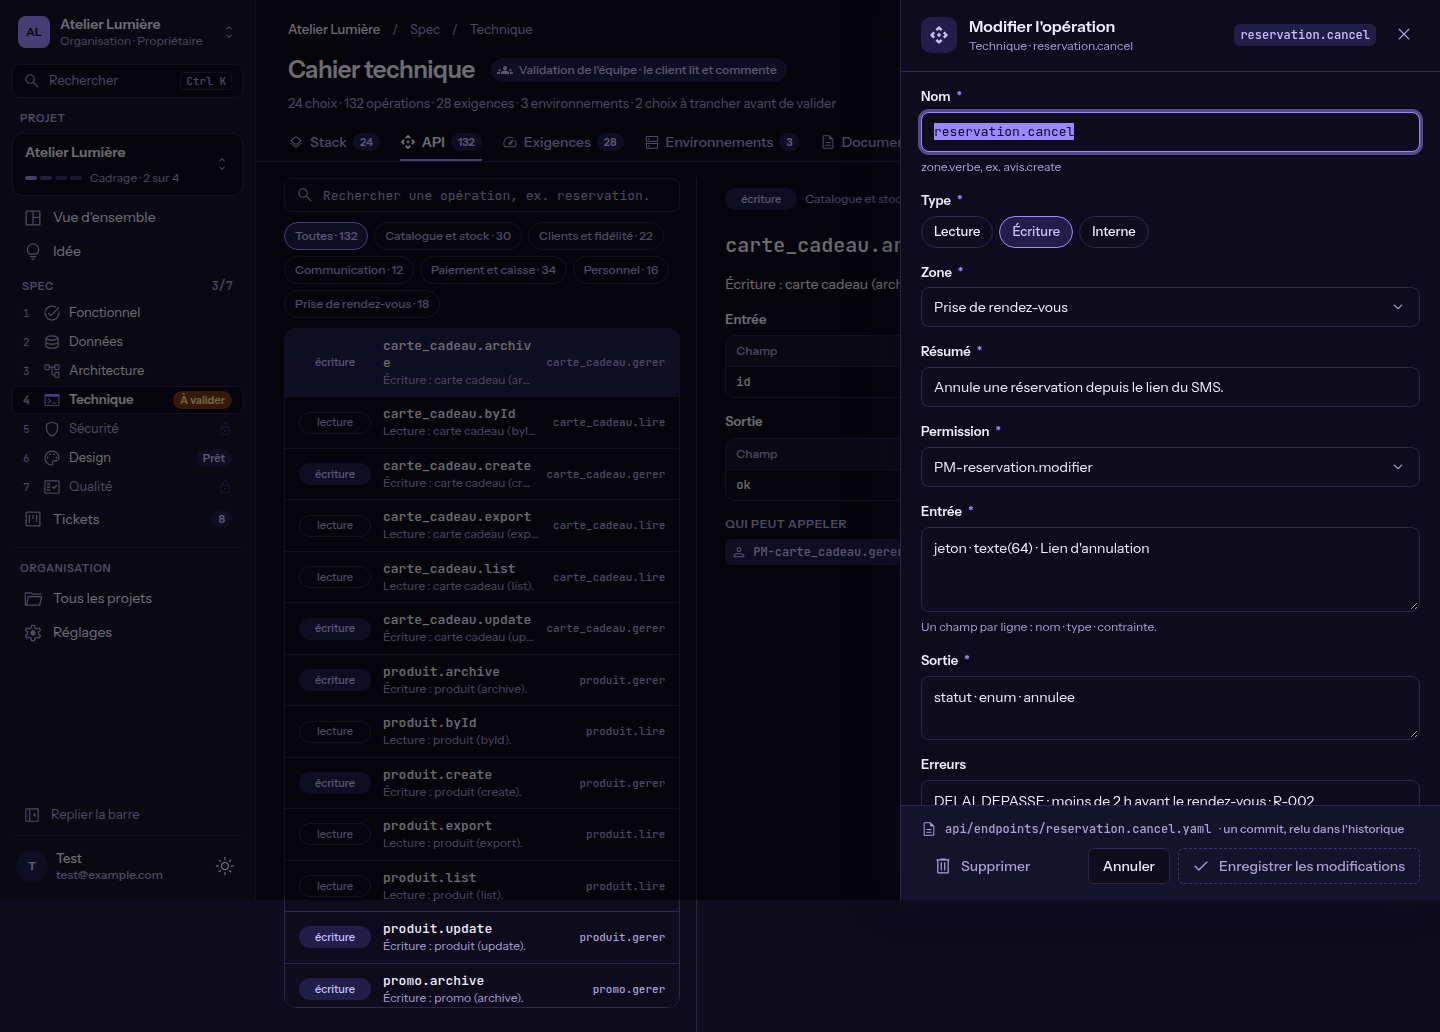 AL
Atelier Lumière
Organisation · Propriétaire
Rechercher
Ctrl K
PROJET
Atelier Lumière
Cadrage · 2 sur 4
Vue d'ensemble
Idée
SPEC
3/7
1 Fonctionnel
2 Données
3 Architecture
4 Technique À valider
5 Sécurité
6 Design Prêt
7 Qualité
Tickets 8
ORGANISATION
Tous les projets
Réglages
Replier la barre
T
Test
test@example.com
Atelier Lumière / Spec / Technique
Cahier technique
Validation de l'équipe · le client lit et commente
24 choix · 132 opérations · 28 exigences · 3 environnements · 2 choix à trancher avant de valider
Stack 24 API 132 Exigences 28 Environnements 3 Documen
Rechercher une opération, ex. reservation.
Toutes · 132 Catalogue et stock · 30 Clients et fidélité · 22
Communication · 12 Paiement et caisse · 34 Personnel · 16
Prise de rendez-vous · 18
écriture carte_cadeau.archiv
e
carte_cadeau.gerer
Écriture : carte cadeau (ar...
lecture carte_cadeau.byId carte_cadeau.lire
Lecture : carte cadeau (byI...
écriture carte_cadeau.create carte_cadeau.gerer
Écriture : carte cadeau (cr...
lecture carte_cadeau.export carte_cadeau.lire
Lecture : carte cadeau (exp...
lecture carte_cadeau.list carte_cadeau.lire
Lecture : carte cadeau (list).
écriture carte_cadeau.update carte_cadeau.gerer
Écriture : carte cadeau (up...
écriture produit.archive produit.gerer
Écriture : produit (archive).
lecture produit.byId produit.lire
Lecture : produit (byId).
écriture produit.create produit.gerer
Écriture : produit (create).
lecture produit.export produit.lire
Lecture : produit (export).
lecture produit.list produit.lire
Lecture : produit (list).
écriture produit.update produit.gerer
Écriture : produit (update).
écriture promo.archive promo.gerer
Écriture : promo (archive).
écriture Catalogue et stoc
carte_cadeau.ar
Écriture : carte cadeau (arch
Entrée
Champ
id
Sortie
Champ
ok
QUI PEUT APPELER
PM-carte_cadeau.gerer
Modifier l'opération
Technique · reservation.cancel
reservation.cancel
Nom *
reservation.cancel
zone.verbe, ex. avis.create
Type *
Lecture Écriture Interne
Zone *
Prise de rendez-vous
Résumé *
Annule une réservation depuis le lien du SMS.
Permission *
PM-reservation.modifier
Entrée *
jeton · texte(64) · Lien d'annulation
Un champ par ligne : nom · type · contrainte.
Sortie *
statut · enum · annulee
Erreurs
DELAI_DEPASSE · moins de 2 h avant le rendez-vous · R-002
api/endpoints/reservation.cancel.yaml · un commit, relu dans l'historique
Supprimer Annuler Enregistrer les modifications